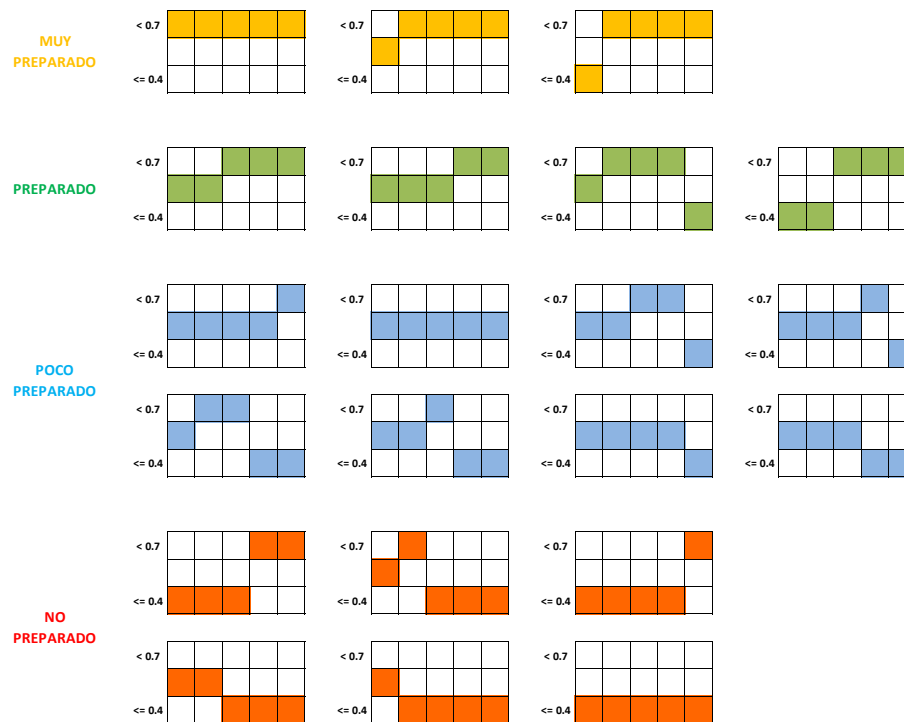 < 0.7 < 0.7 < 0.7
MUY
PREPARADO
<= 0.4 <= 0.4 <= 0.4
< 0.7 < 0.7 < 0.7 < 0.7
PREPARADO
<= 0.4 <= 0.4 <= 0.4 <= 0.4
< 0.7 < 0.7 < 0.7 < 0.7
<= 0.4 <= 0.4 <= 0.4 <= 0.4
POCO
PREPARADO
< 0.7 < 0.7 < 0.7 < 0.7
<= 0.4 <= 0.4 <= 0.4 <= 0.4
< 0.7 < 0.7 < 0.7
<= 0.4 <= 0.4 <= 0.4
NO
PREPARADO
< 0.7 < 0.7 < 0.7
<= 0.4 <= 0.4 <= 0.4